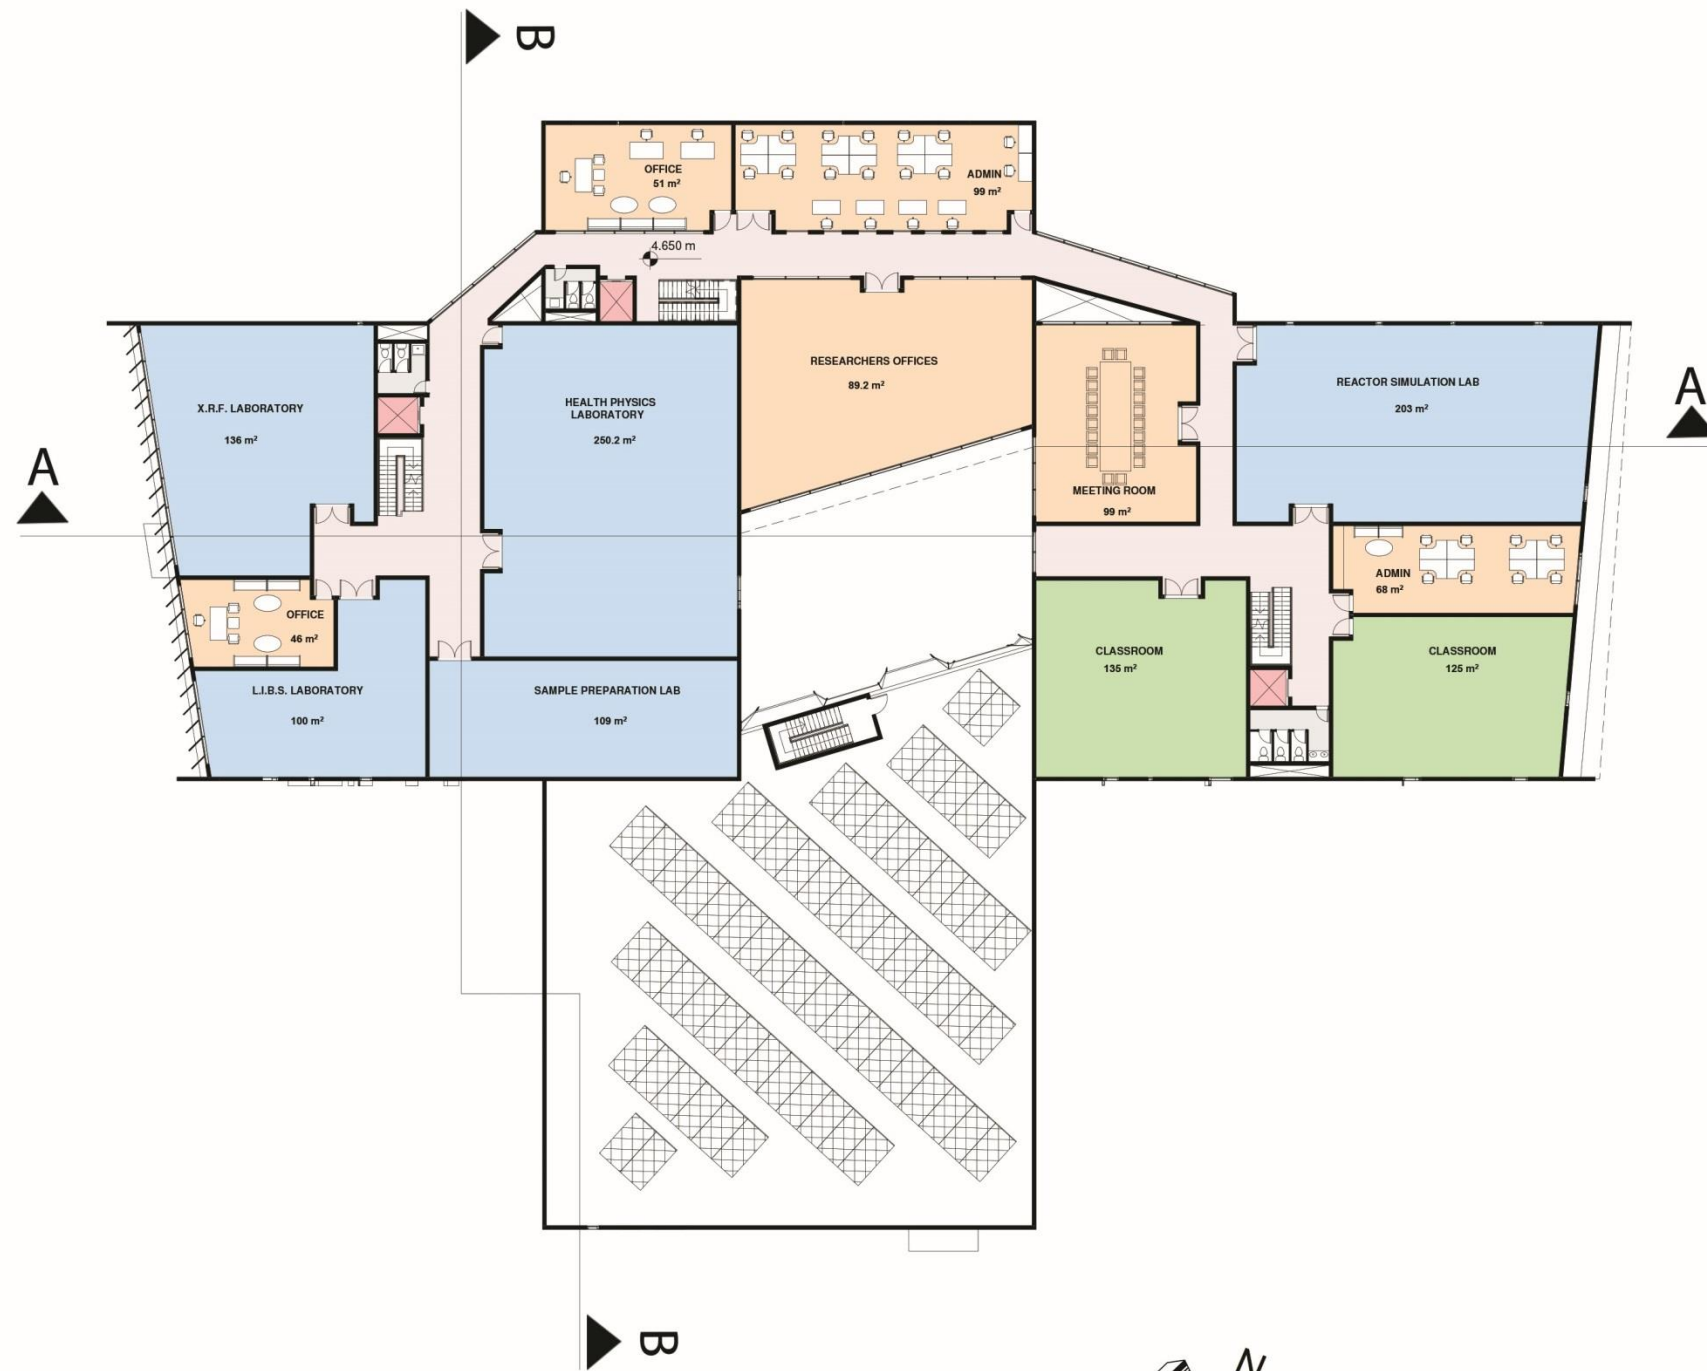 B
OFFICE
51 m²
ADMIN
99 m²
4.650 m
X.R.F. LABORATORY
136 m²
HEALTH PHYSICS
LABORATORY
250.2 m²
RESEARCHERS OFFICES
89.2 m²
MEETING ROOM
99 m²
REACTOR SIMULATION LAB
203 m²
A
A
OFFICE
46 m²
ADMIN
68 m²
L.I.B.S. LABORATORY
100 m²
SAMPLE PREPARATION LAB
109 m²
CLASSROOM
135 m²
CLASSROOM
125 m²
B
N